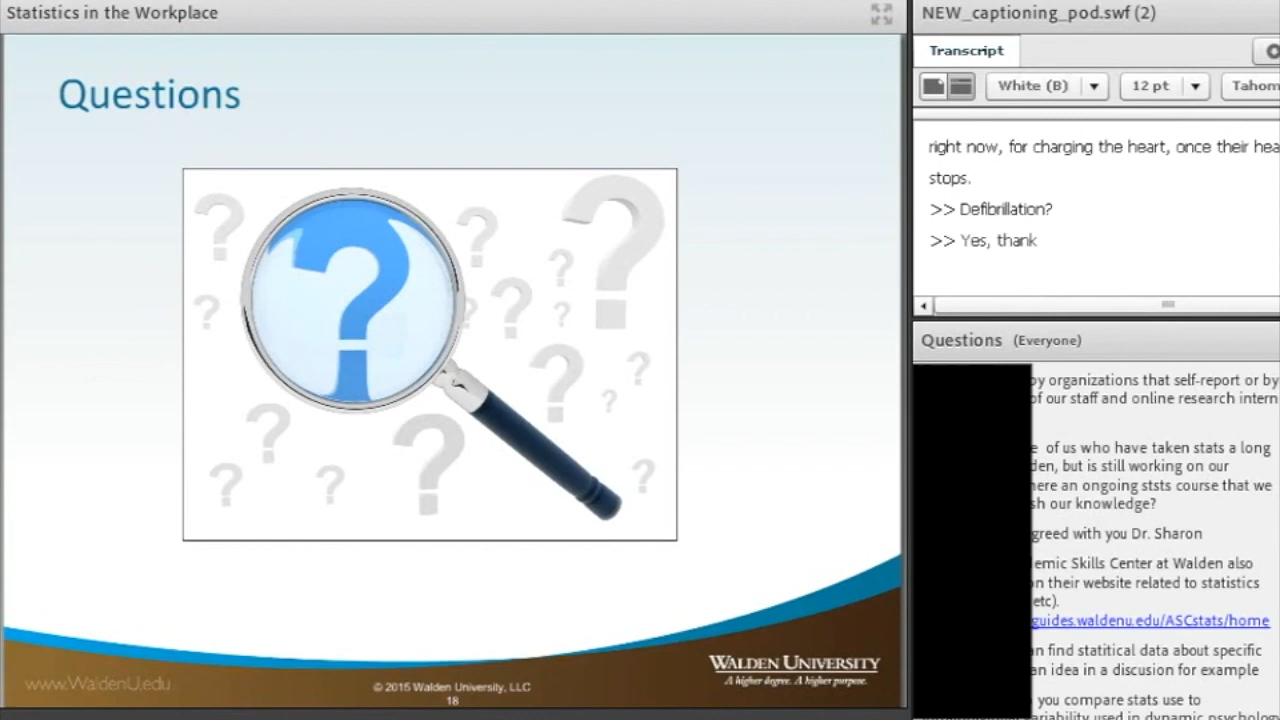 Statistics in the Workplace
Questions
www.WaldenU.edu
© 2015 Walden University, LLC
18
WALDEN UNIVERSITY
A higher degree. A higher purpose.
NEW_captioning_pod.swf (2)
Transcript
White (B)
12 pt
Tahom
right now, for charging the heart, once their hea
stops.
>> Defibrillation?
>> Yes, thank
Questions (Everyone)
by organizations that self-report or by
of our staff and online research intern
of us who have taken stats a long
den, but is still working on our
here an ongoing ststs course that we
sh our knowledge?
greed with you Dr. Sharon
emic Skills Center at Walden also
on their website related to statistics
etc).
guides.waldenu.edu/ASCstats/home
n find statitical data about specific
an idea in a discusion for example
you compare stats use to
ariability used in dynamic psycholog